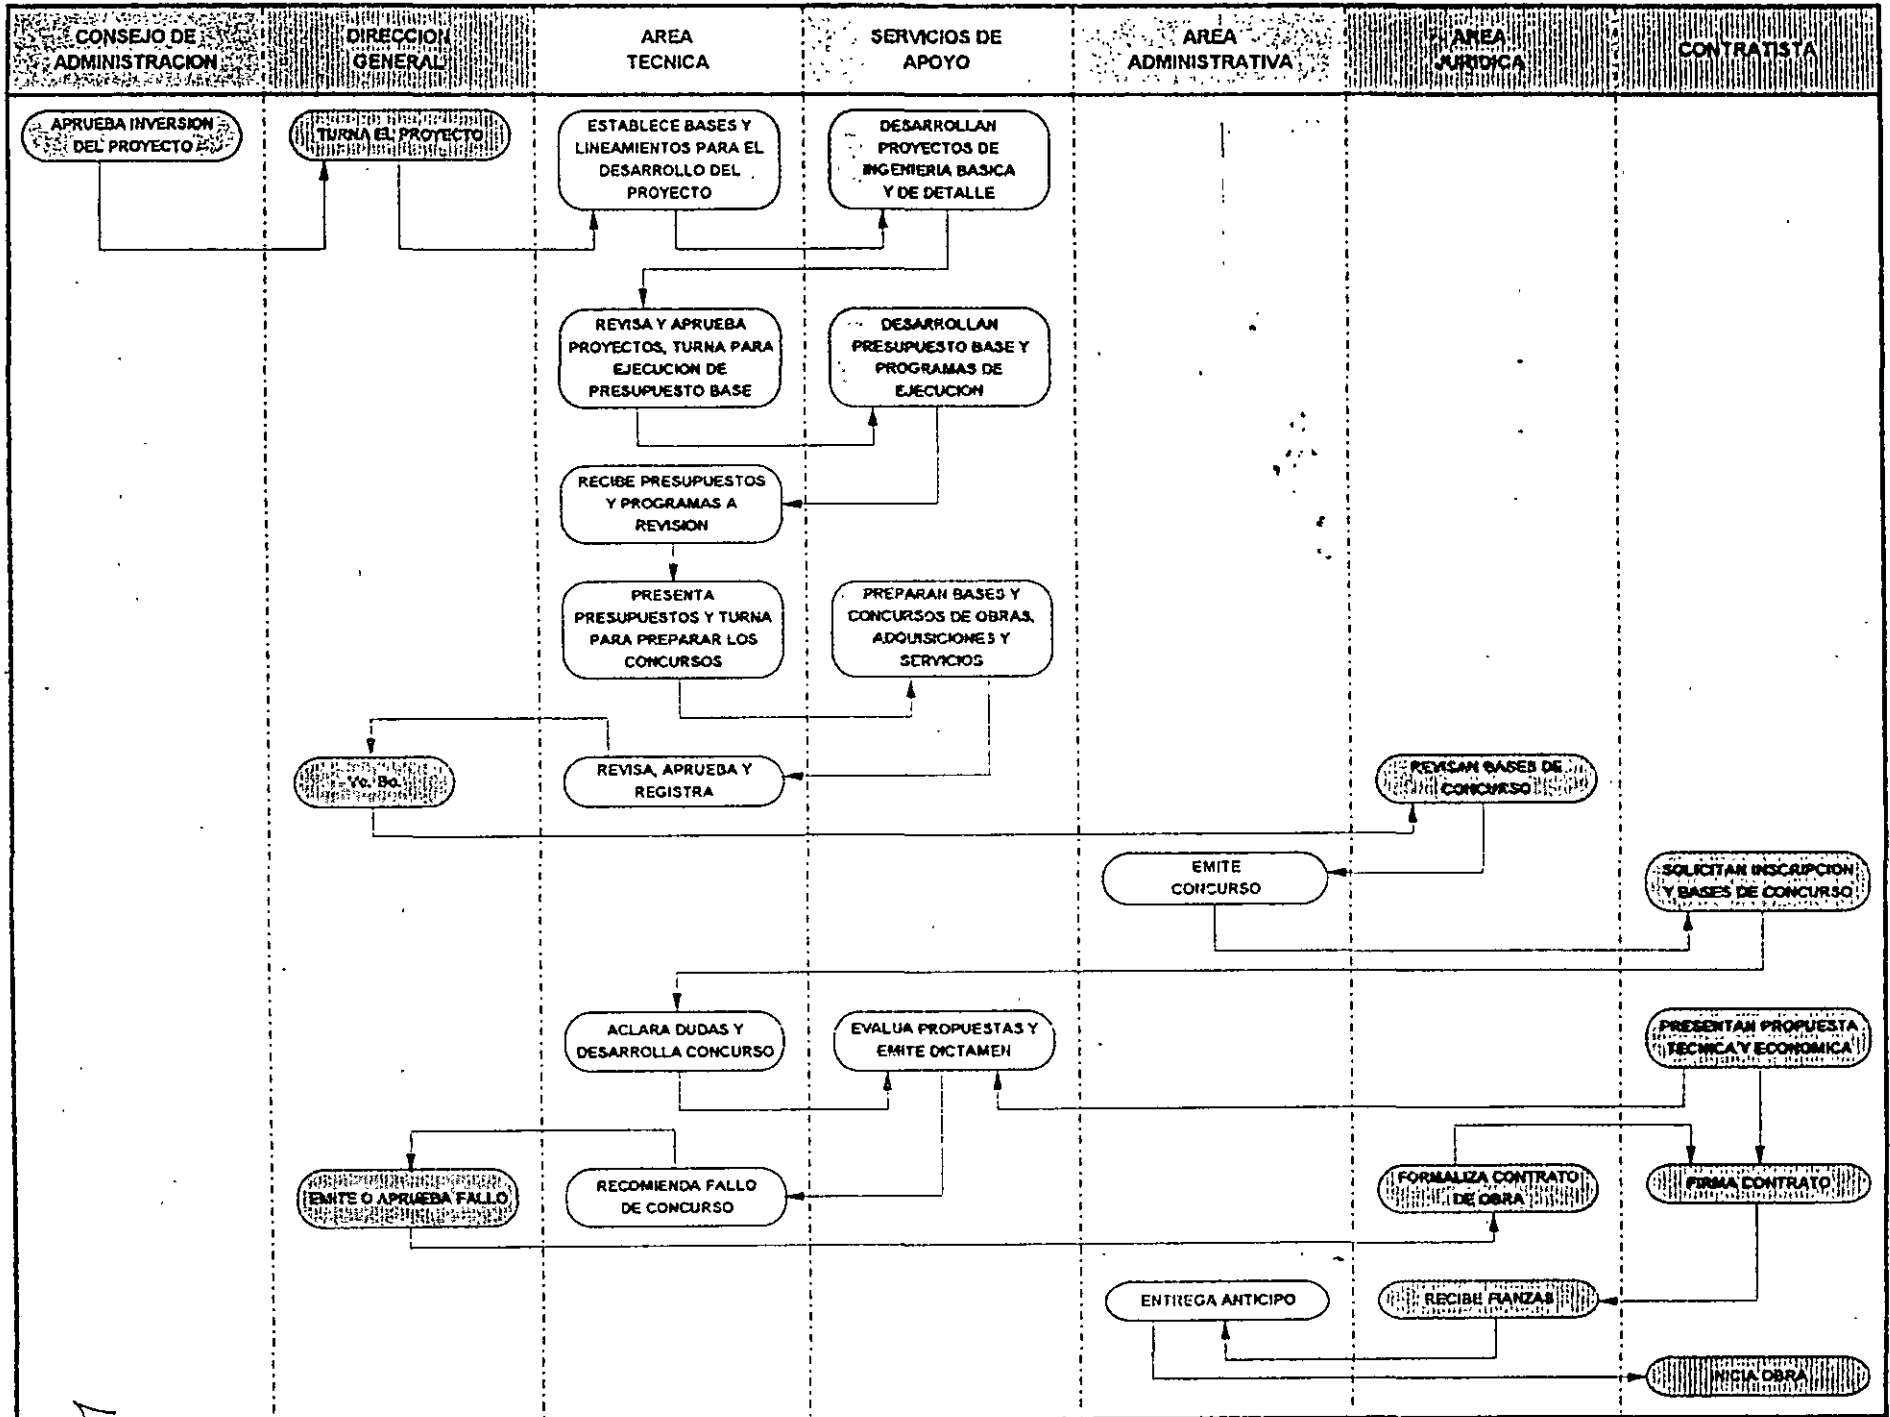 CONSEJO DE
ADMINISTRACION
DIRECCION
GENERAL
AREA
TECNICA
SERVICIOS DE
APOYO
AREA
ADMINISTRATIVA
AREA
JURIDICA
CONTRATISTA
APRUEBA INVERSION
DEL PROYECTO
TURNA EL PROYECTO
ESTABLECE BASES Y
LINEAMIENTOS PARA EL
DESARROLLO DEL
PROYECTO
DESARROLLAN
PROYECTOS DE
INGENIERIA BASICA
Y DE DETALLE
REVISA Y APRUEBA
PROYECTOS, TURNA PARA
EJECUCION DE
PRESUPUESTO BASE
DESARROLLAN
PRESUPUESTO BASE Y
PROGRAMAS DE
EJECUCION
RECIBE PRESUPUESTOS
Y PROGRAMAS A
REVISION
PRESENTA
PRESUPUESTOS Y TURNA
PARA PREPARAR LOS
CONCURSOS
PREPARAN BASES Y
CONCURSOS DE OBRAS,
ADQUISICIONES Y
SERVICIOS
Vo. Bo.
REVISA, APRUEBA Y
REGISTRA
REVISAN BASES DE
CONCURSO
EMITE
CONCURSO
SOLICITAN INSCRIPCION
Y BASES DE CONCURSO
ACLARA DUDAS Y
DESARROLLA CONCURSO
EVALUA PROPUESTAS Y
EMITE DICTAMEN
PRESENTAN PROPUESTA
TECNICA Y ECONOMICA
EMITE O APRUEBA FALLO
RECOMIENDA FALLO
DE CONCURSO
FORMALIZA CONTRATO
DE OBRA
FIRMA CONTRATO
ENTREGA ANTICIPO
RECIBE FIANZAS
INICIA OBRA